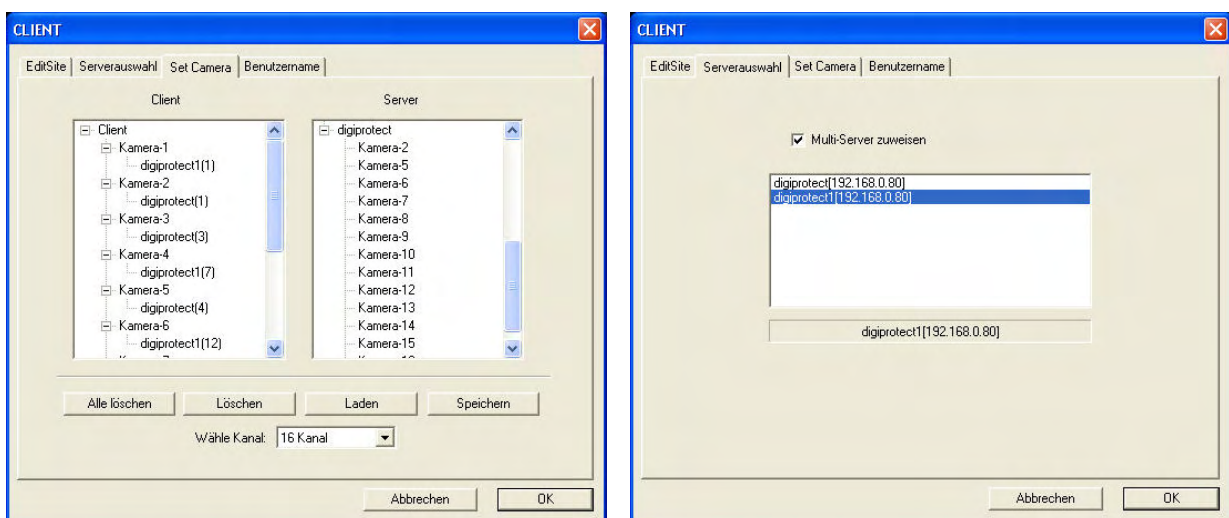 CLIENT
EditSite Serverauswahl Set Camera Benutzername
Client Server
Client
Kamera-1
digiprotect1(1)
Kamera-2
digiprotect(1)
Kamera-3
digiprotect(3)
Kamera-4
digiprotect1(7)
Kamera-5
digiprotect(4)
Kamera-6
digiprotect1(12)
digiprotect
Kamera-2
Kamera-5
Kamera-6
Kamera-7
Kamera-8
Kamera-9
Kamera-10
Kamera-11
Kamera-12
Kamera-13
Kamera-14
Kamera-15
Alle löschen Löschen Laden Speichern
Wähle Kanal: 16 Kanal
Abbrechen OK
CLIENT
EditSite Serverauswahl Set Camera Benutzername
Multi-Server zuweisen
digiprotect[192.168.0.80]
digiprotect1[192.168.0.80]
digiprotect1[192.168.0.80]
Abbrechen OK